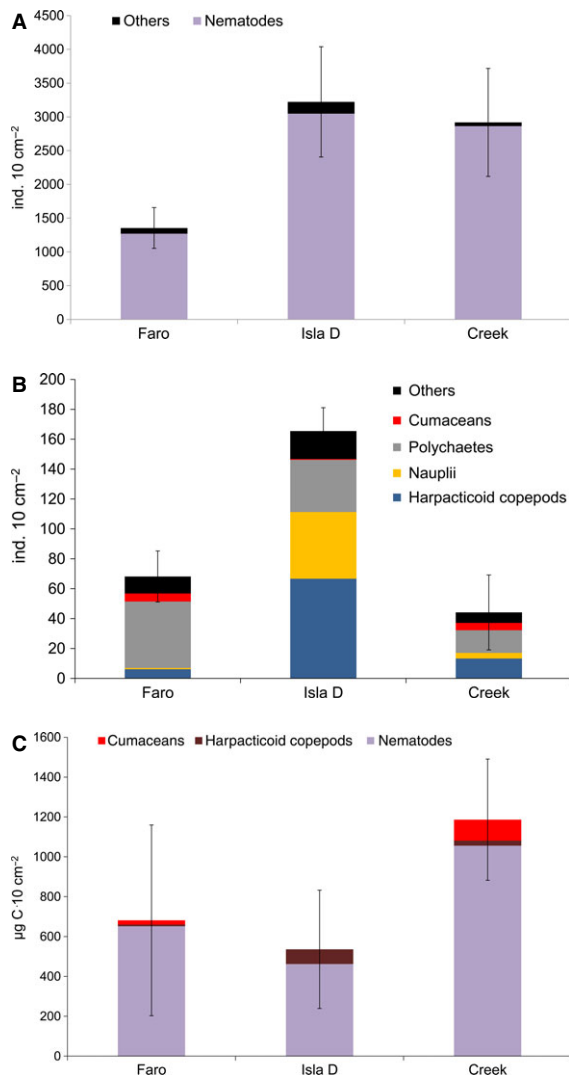 A
Others Nematodes
ind. 10 cm⁻²
4500
4000
3500
3000
2500
2000
1500
1000
500
0
Faro Isla D Creek
B
ind. 10 cm⁻²
200
180
160
140
120
100
80
60
40
20
0
Others
Cumaceans
Polychaetes
Nauplii
Harpacticoid copepods
Faro Isla D Creek
C
Cumaceans Harpacticoid copepods Nematodes
µg C·10 cm⁻²
1600
1400
1200
1000
800
600
400
200
0
Faro Isla D Creek